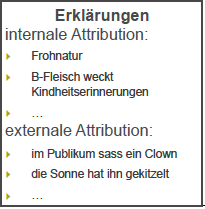 Erklärungen
internale Attribution:
Frohnatur
B-Fleisch weckt
Kindheitserinnerungen
...
externale Attribution:
im Publikum sass ein Clown
die Sonne hat ihn gekitzelt
...